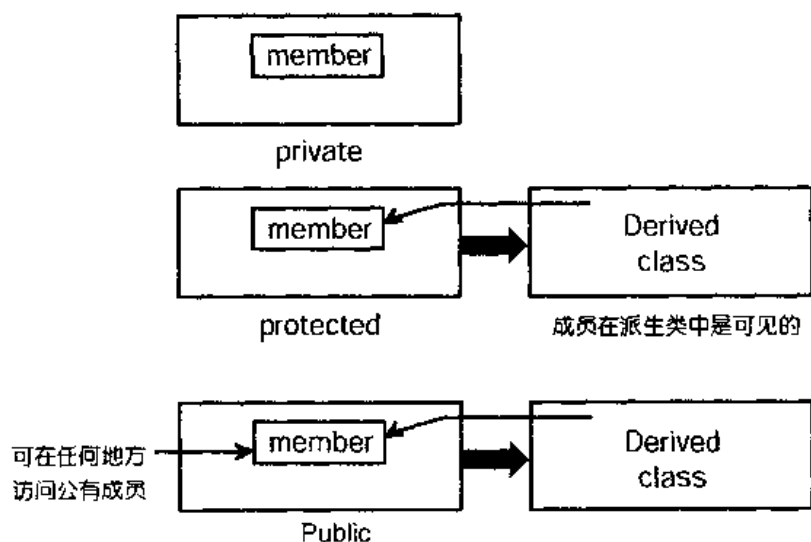 member
private
member
Derived
class
protected
成员在派生类中是可见的
member
可在任何地方
访问公有成员
Derived
class
Public